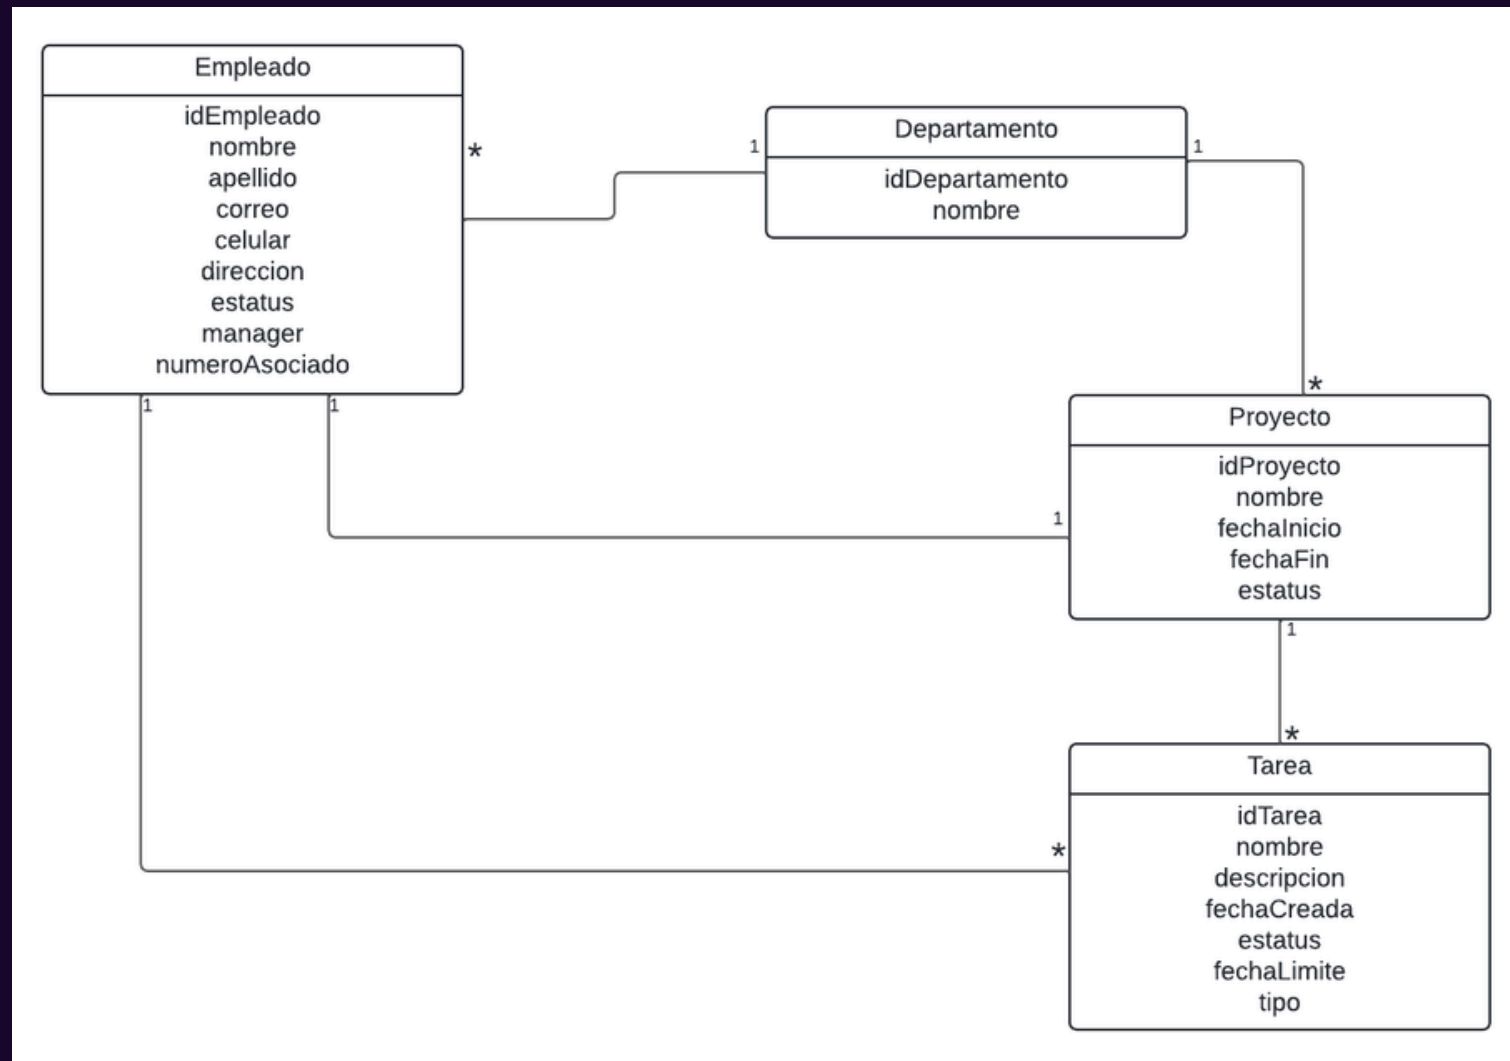 Empleado
idEmpleado
nombre
apellido
correo
celular
direccion
estatus
manager
numeroAsociado
*
1
Departamento
idDepartamento
nombre
1
*
1
1
1
Proyecto
idProyecto
nombre
fechaInicio
fechaFin
estatus
1
*
*
Tarea
idTarea
nombre
descripcion
fechaCreada
estatus
fechaLimite
tipo